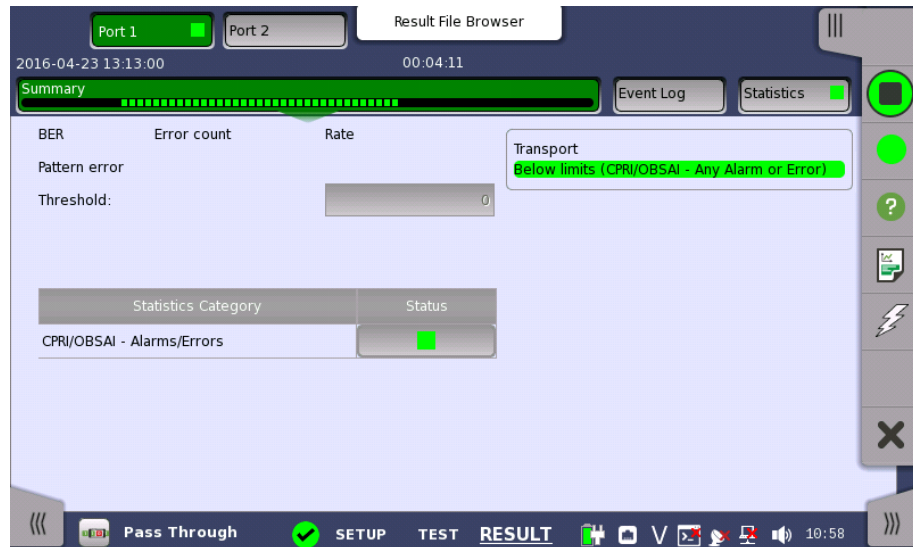 Port 1
Port 2
Result File Browser
2016-04-23 13:13:00
00:04:11
Summary
Event Log
Statistics
BER Error count Rate
Pattern error
Threshold: 0
Transport
Below limits (CPRI/OBSAI - Any Alarm or Error)
Statistics Category Status
CPRI/OBSAI - Alarms/Errors
Pass Through SETUP TEST RESULT V 10:58